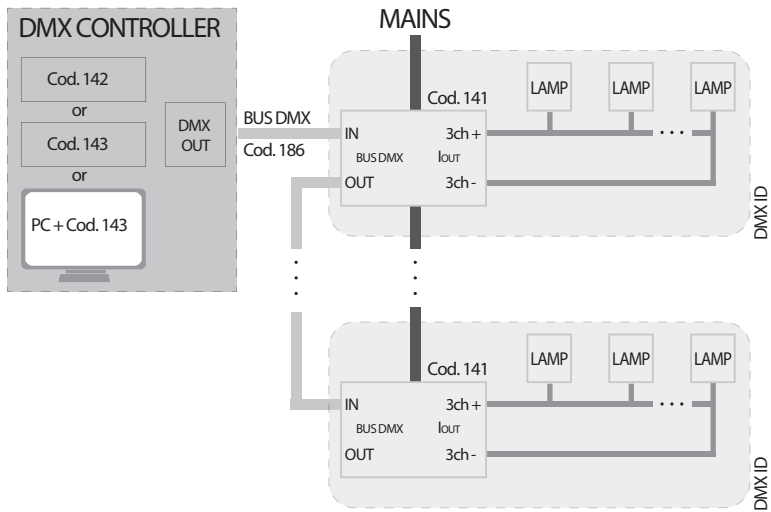 DMX CONTROLLER
Cod. 142
or
Cod. 143
or
PC + Cod. 143
DMX
OUT
BUS DMX
Cod. 186
MAINS
Cod. 141
IN
3ch +
BUS DMX
IOUT
OUT
3ch -
LAMP
LAMP
LAMP
...
DMX ID
...
...
Cod. 141
IN
3ch +
BUS DMX
IOUT
OUT
3ch -
LAMP
LAMP
LAMP
...
DMX ID